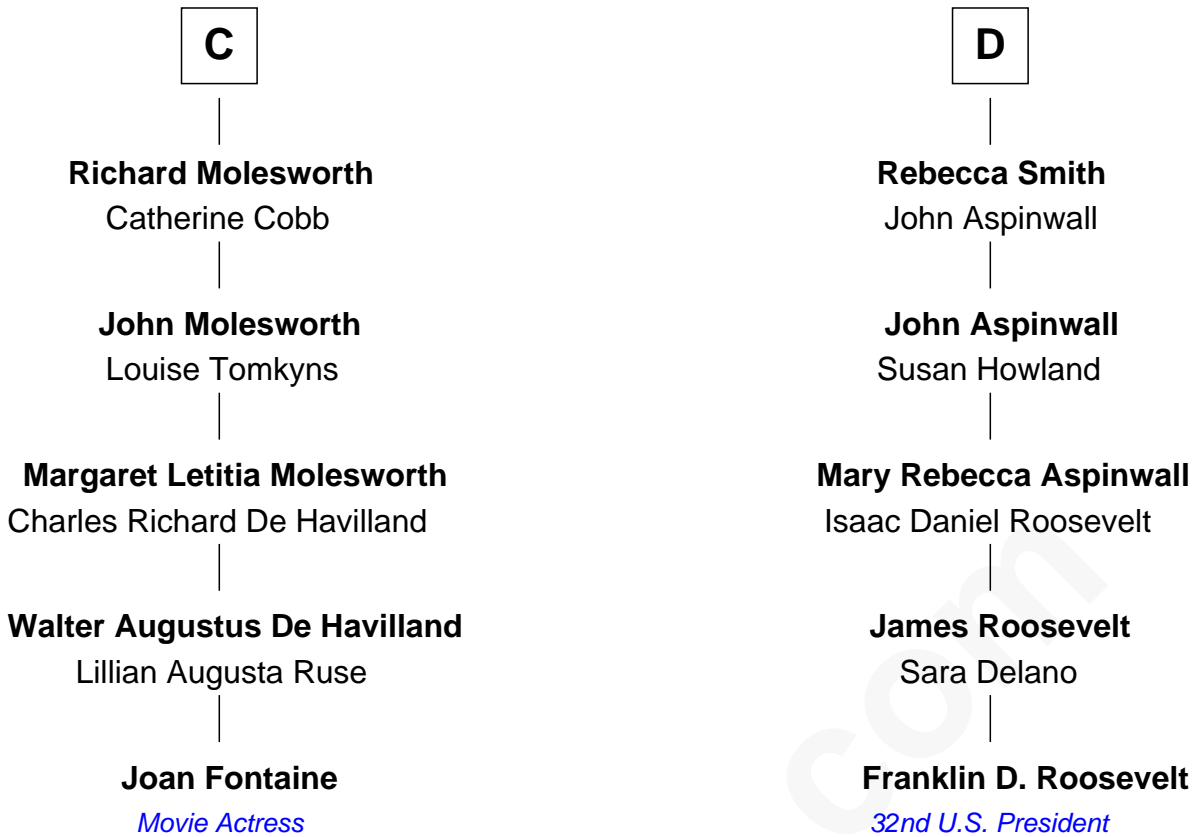 C
Richard Molesworth
Catherine Cobb
John Molesworth
Louise Tomkyns
Margaret Letitia Molesworth
Charles Richard De Havilland
Walter Augustus De Havilland
Lillian Augusta Ruse
Joan Fontaine
Movie Actress
D
Rebecca Smith
John Aspinwall
John Aspinwall
Susan Howland
Mary Rebecca Aspinwall
Isaac Daniel Roosevelt
James Roosevelt
Sara Delano
Franklin D. Roosevelt
32nd U.S. President
com